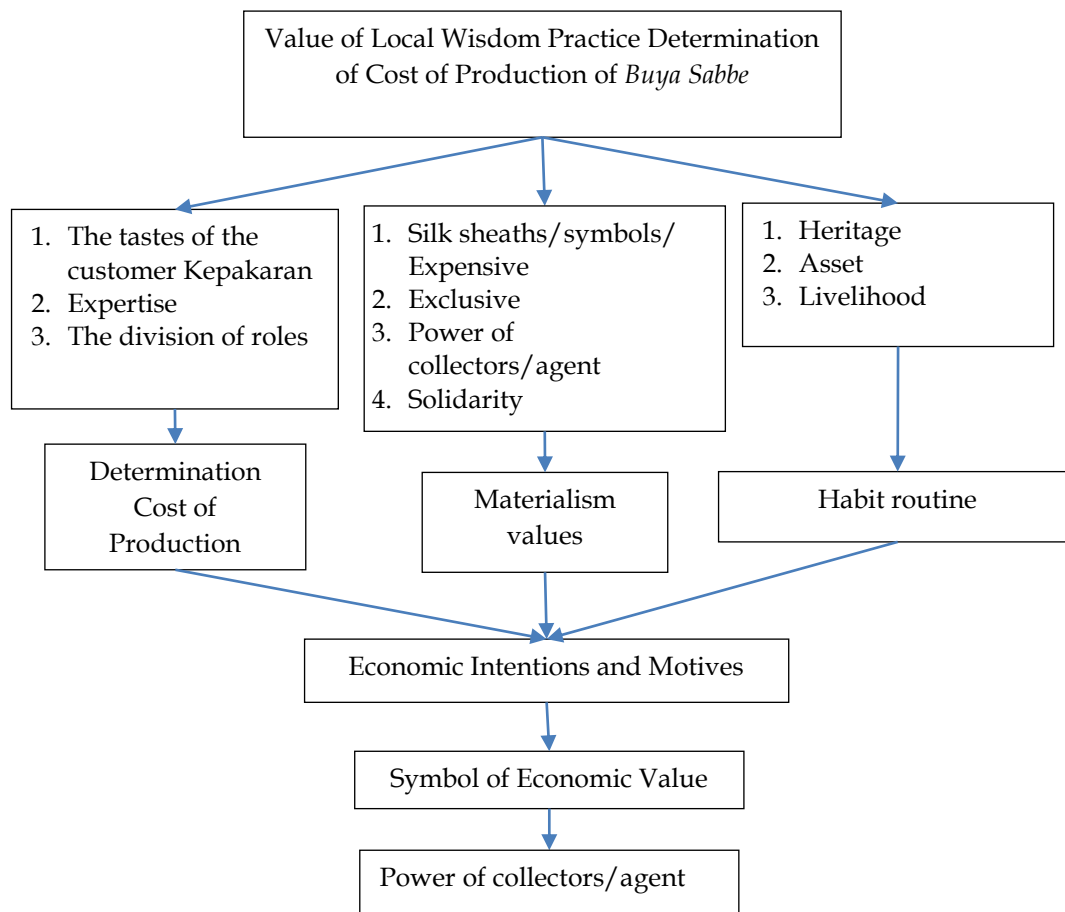 Value of Local Wisdom Practice Determination
of Cost of Production of Buya Sabbe
1. The tastes of the
customer Kepakaran
2. Expertise
3. The division of roles
1. Silk sheaths/symbols/
Expensive
2. Exclusive
3. Power of
collectors/agent
4. Solidarity
1. Heritage
2. Asset
3. Livelihood
Determination
Cost of
Production
Materialism
values
Habit routine
Economic Intentions and Motives
Symbol of Economic Value
Power of collectors/agent